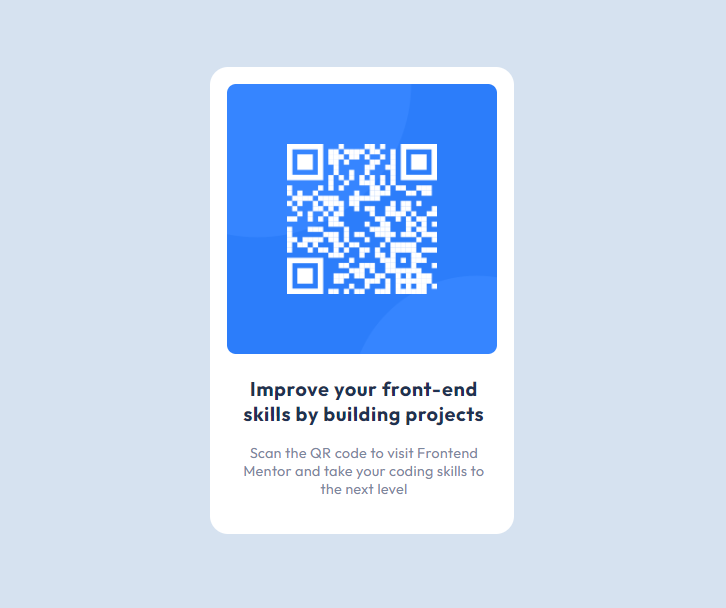 Improve your front-end
skills by building projects
Scan the QR code to visit Frontend
Mentor and take your coding skills to
the next level